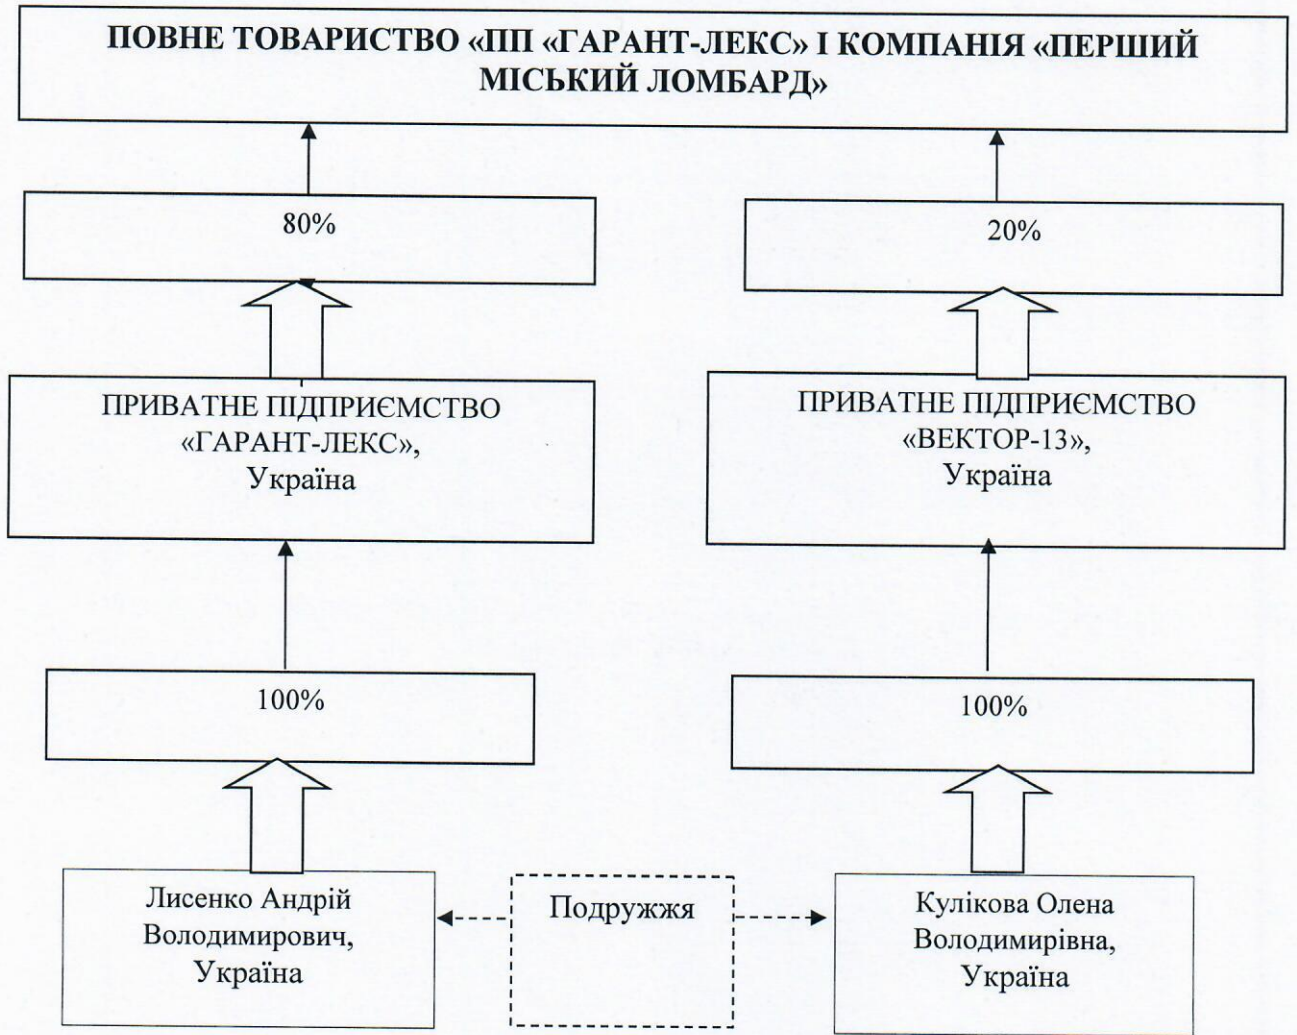 ПОВНЕ ТОВАРИСТВО «ПП «ГАРАНТ-ЛЕКС» І КОМПАНІЯ «ПЕРШИЙ
МІСЬКИЙ ЛОМБАРД»
80%
20%
ПРИВАТНЕ ПІДПРИЄМСТВО
«ГАРАНТ-ЛЕКС»,
Україна
ПРИВАТНЕ ПІДПРИЄМСТВО
«ВЕКТОР-13»,
Україна
100%
100%
Лисенко Андрій
Володимирович,
Україна
Подружжя
Кулікова Олена
Володимирівна,
Україна